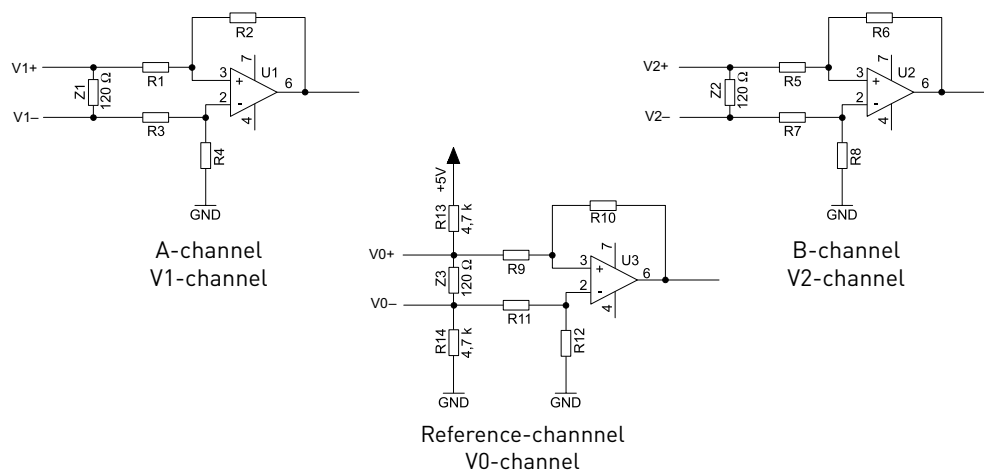 R2
V1+
R1
3
7
U1
+
6
Z1
120 Ω
2
-
V1–
R3
4
R4
GND
A-channel
V1-channel
R6
V2+
R5
3
7
U2
+
6
Z2
120 Ω
2
-
V2–
R7
4
R8
GND
B-channel
V2-channel
+5V
R13
4,7 k
R10
V0+
R9
3
7
U3
+
6
Z3
120 Ω
2
-
V0–
R11
4
R14
4,7 k
R12
GND
GND
Reference-channnel
V0-channel